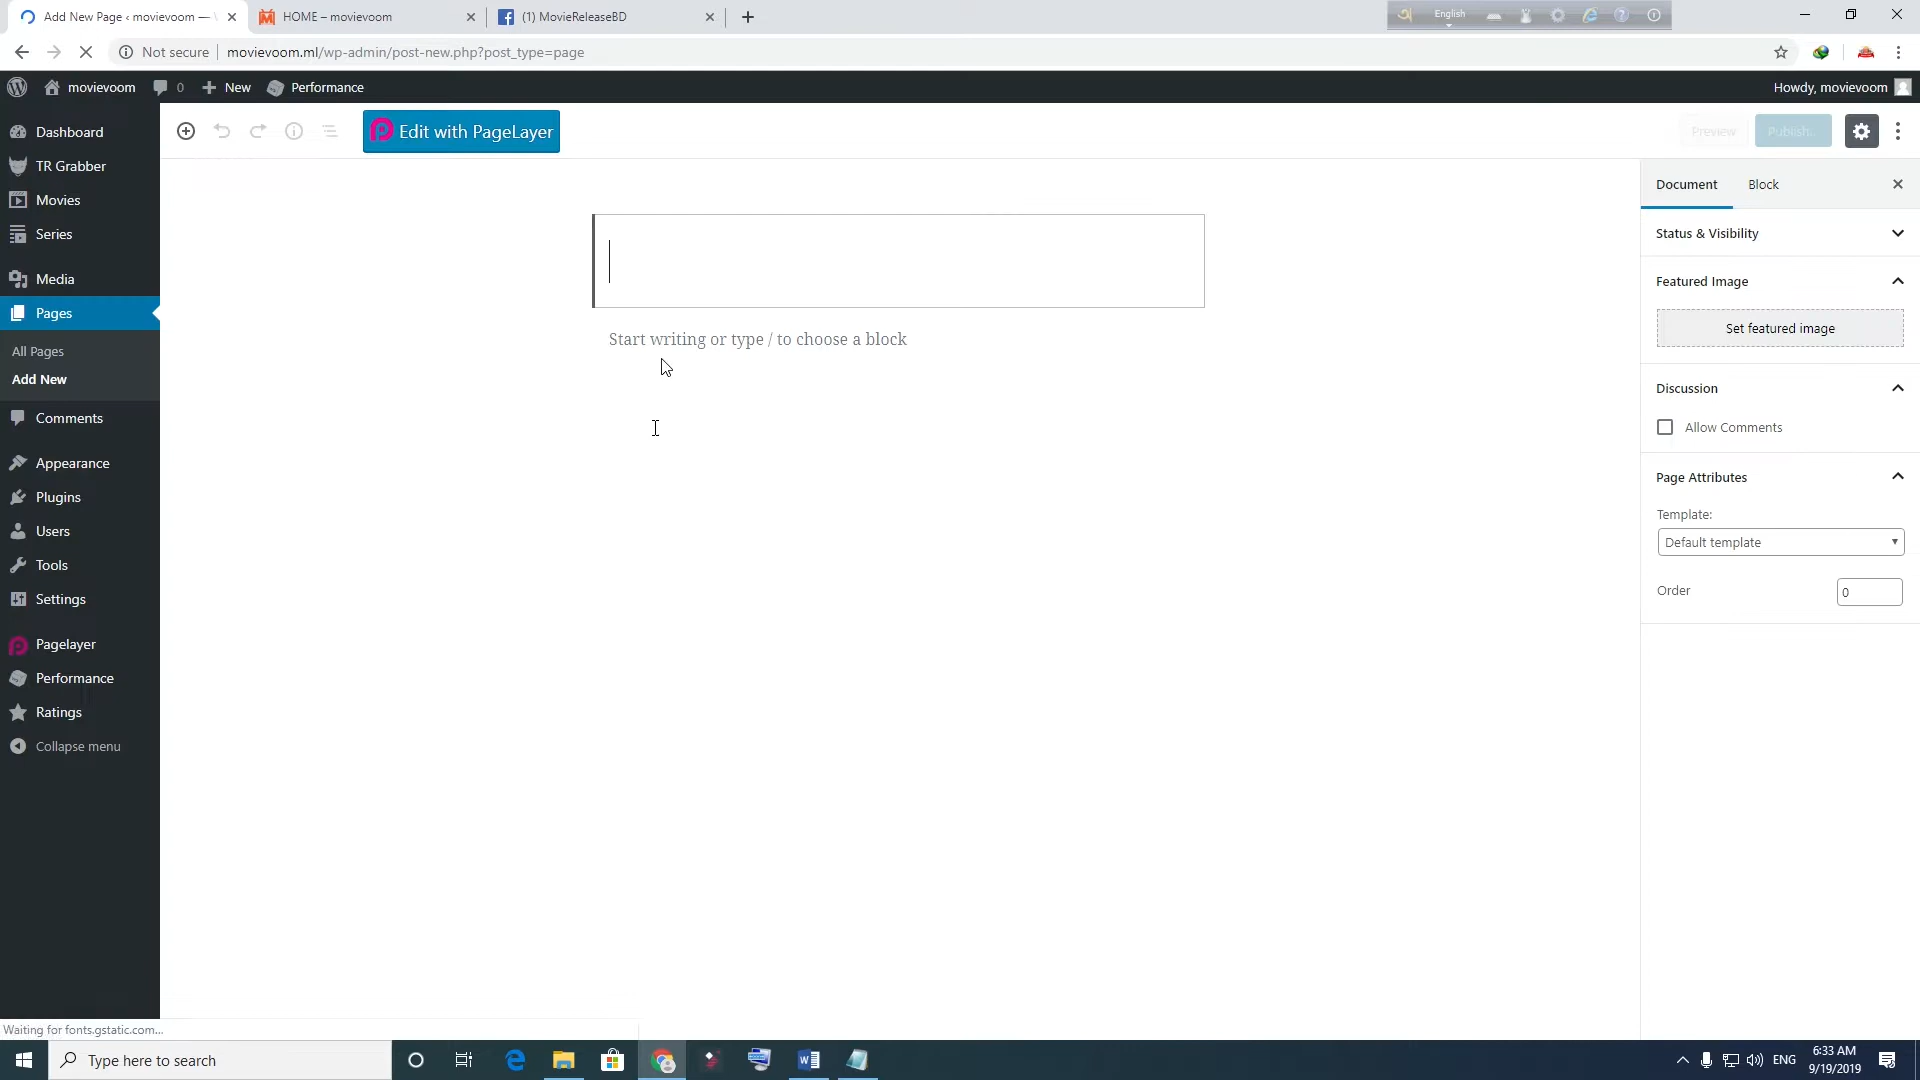 Add New Page ‹ movievoom —
HOME – movievoom
(1) MovieReleaseBD
English
Not secure
movievoom.ml/wp-admin/post-new.php?post_type=page
movievoom
0
New
Performance
Howdy, movievoom
Dashboard
TR Grabber
Movies
Series
Media
Pages
All Pages
Add New
Comments
Appearance
Plugins
Users
Tools
Settings
Pagelayer
Performance
Ratings
Collapse menu
Edit with PageLayer
Preview
Publish...
Start writing or type / to choose a block
Document
Block
Status & Visibility
Featured Image
Set featured image
Discussion
Allow Comments
Page Attributes
Template:
Default template
Order
0
Waiting for fonts.gstatic.com...
Type here to search
ENG
6:33 AM
9/19/2019